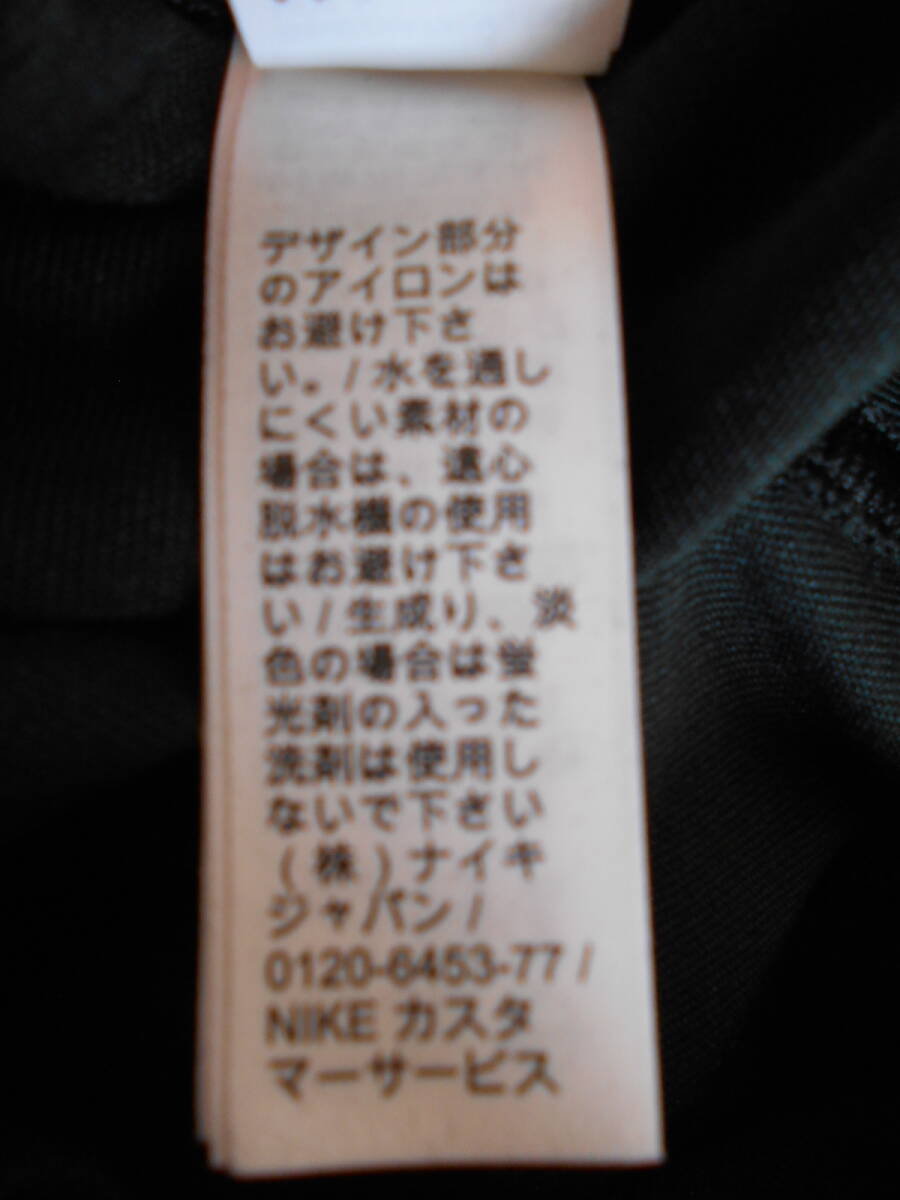 デザイン部分
のアイロンは
お避け下さ
い。/水を通し
にくい素材の
場合は、遠心
脱水機の使用
はお避け下さ
い/生成り、淡
色の場合は蛍
光剤の入った
洗剤は使用し
ないで下さい
(株)ナイキ
ジャパン/
0120-6453-77 /
NIKE カスタ
マーサービス